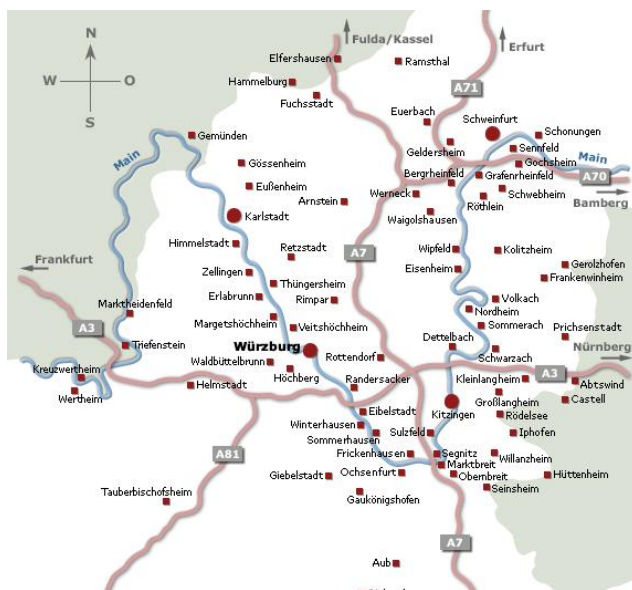 N
W
O
S
Fulda/Kassel
Erfurt
Elfershausen
Ramsthal
Hammelburg
A71
Fuchsstadt
Euerbach
Schweinfurt
Gemünden
Schonungen
Main
Geldersheim
Sennfeld
Main
Gössenheim
Gochsheim
Bergrheinfeld
Grafenrheinfeld
A70
Eußenheim
Werneck
Schwebheim
Arnstein
Röthlein
Bamberg
Karlstadt
Waigolshausen
Himmelstadt
Retzstadt
A7
Wipfeld
Kolitzheim
Frankfurt
Zellingen
Eisenheim
Gerolzhofen
Frankenwinheim
Thüngersheim
Erlabrunn
Rimpar
Volkach
Marktheidenfeld
Nordheim
A3
Margetshöchheim
Veitshöchheim
Sommerach
Prichsenstadt
Triefenstein
Würzburg
Dettelbach
Nürnberg
Waldbüttelbrunn
Rottendorf
Schwarzach
Kreuzwertheim
Höchberg
Kleinlangheim
A3
Helmstadt
Randersacker
Abtswind
Wertheim
Großlangheim
Castell
Eibelstadt
Kitzingen
Rödelsee
Winterhausen
Sulzfeld
Iphofen
Sommerhausen
A81
Frickenhausen
Segnitz
Willanzheim
Marktbreit
Giebelstadt
Ochsenfurt
Obernbreit
Hüttenheim
Tauberbischofsheim
Gaukönigshofen
Seinsheim
A7
Aub